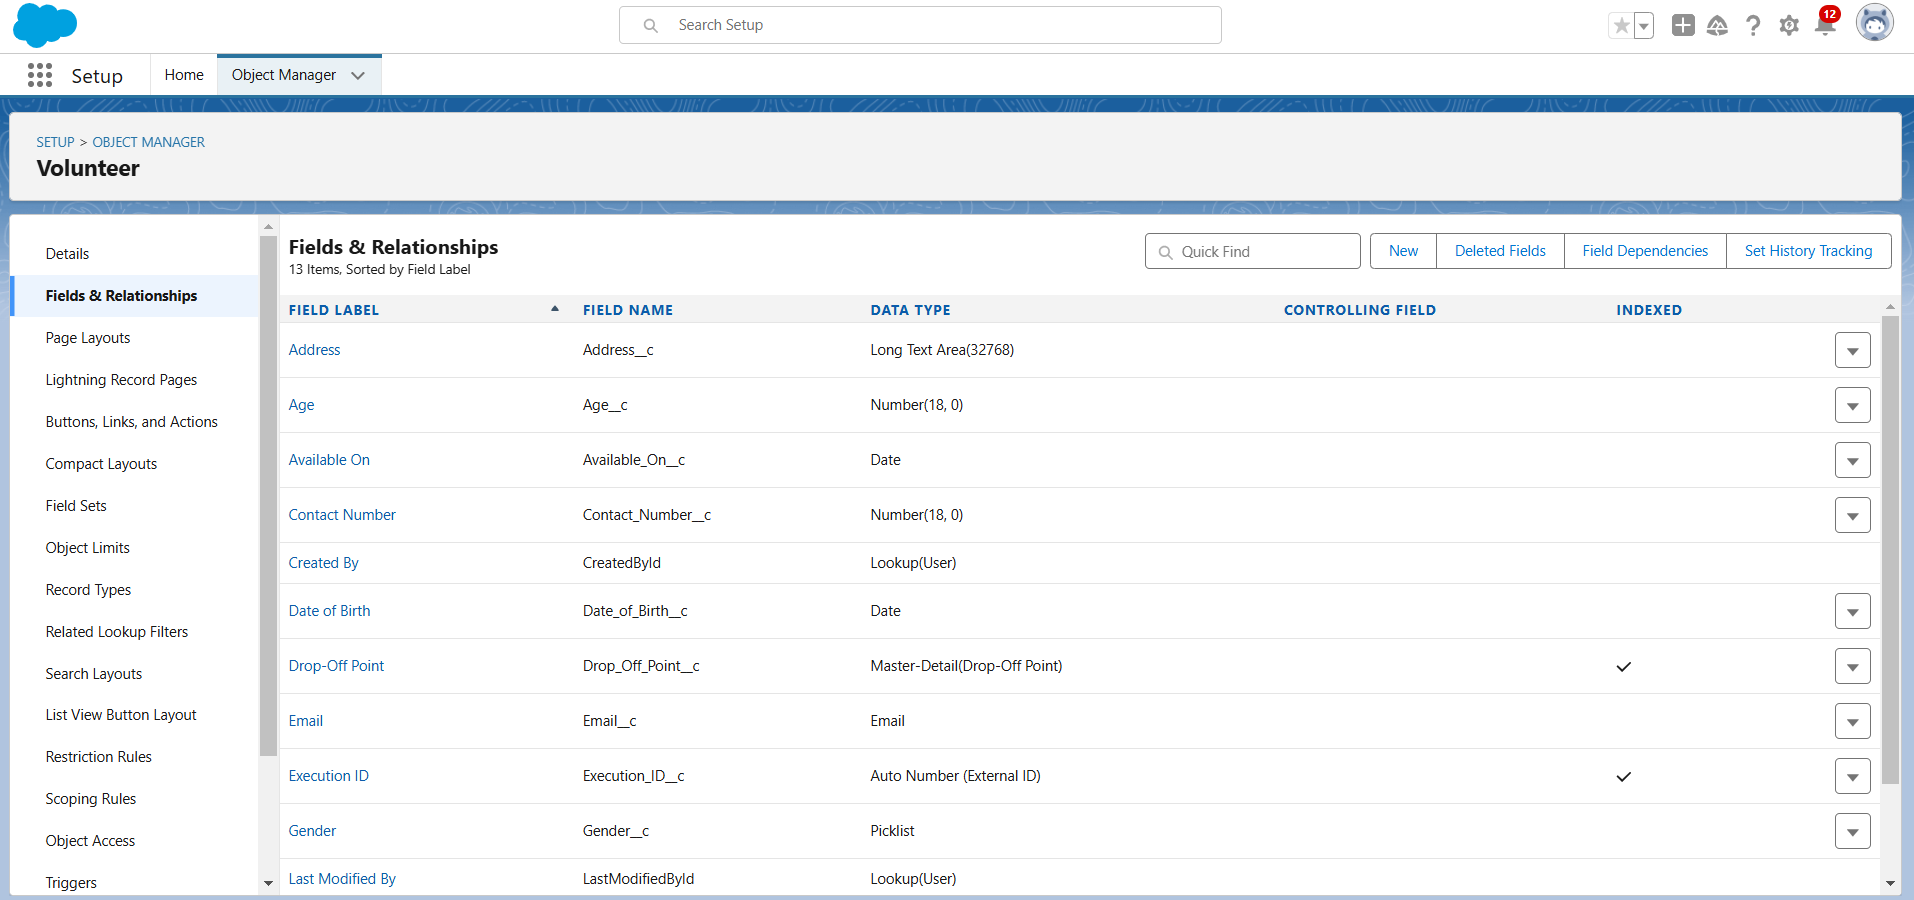 Search Setup
12
Setup
Home
Object Manager
SETUP > OBJECT MANAGER
Volunteer
Details
Fields & Relationships
Page Layouts
Lightning Record Pages
Buttons, Links, and Actions
Compact Layouts
Field Sets
Object Limits
Record Types
Related Lookup Filters
Search Layouts
List View Button Layout
Restriction Rules
Scoping Rules
Object Access
Triggers
Fields & Relationships
13 Items, Sorted by Field Label
Quick Find
New
Deleted Fields
Field Dependencies
Set History Tracking
FIELD LABEL FIELD NAME DATA TYPE CONTROLLING FIELD INDEXED
Address Address__c Long Text Area(32768)
Age Age__c Number(18, 0)
Available On Available_On__c Date
Contact Number Contact_Number__c Number(18, 0)
Created By CreatedById Lookup(User)
Date of Birth Date_of_Birth__c Date
Drop-Off Point Drop_Off_Point__c Master-Detail(Drop-Off Point)
Email Email__c Email
Execution ID Execution_ID__c Auto Number (External ID)
Gender Gender__c Picklist
Last Modified By LastModifiedById Lookup(User)